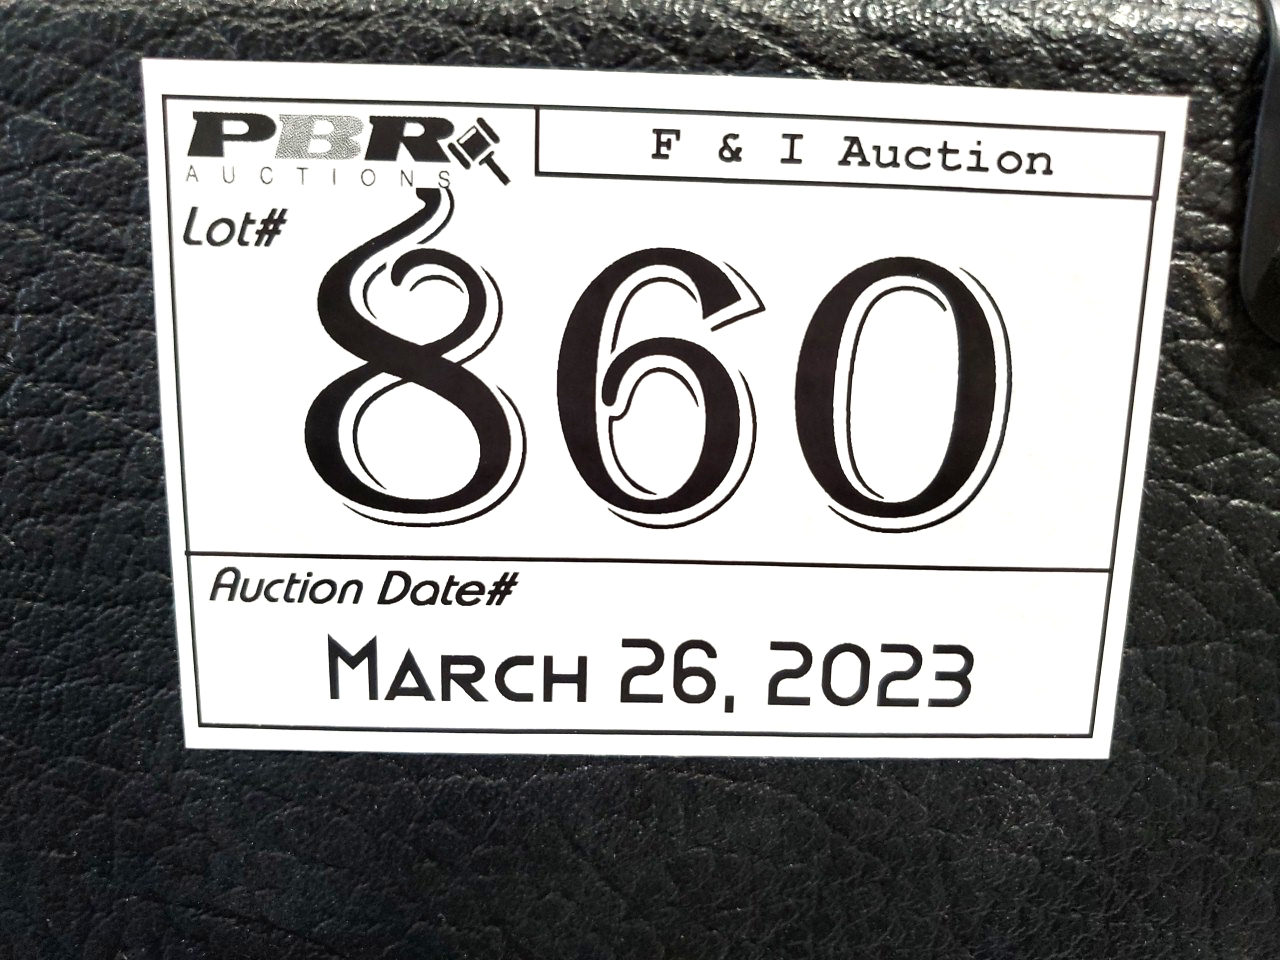 PBR
AUCTIONS
F & I Auction
Lot#
860
Auction Date#
March 26, 2023